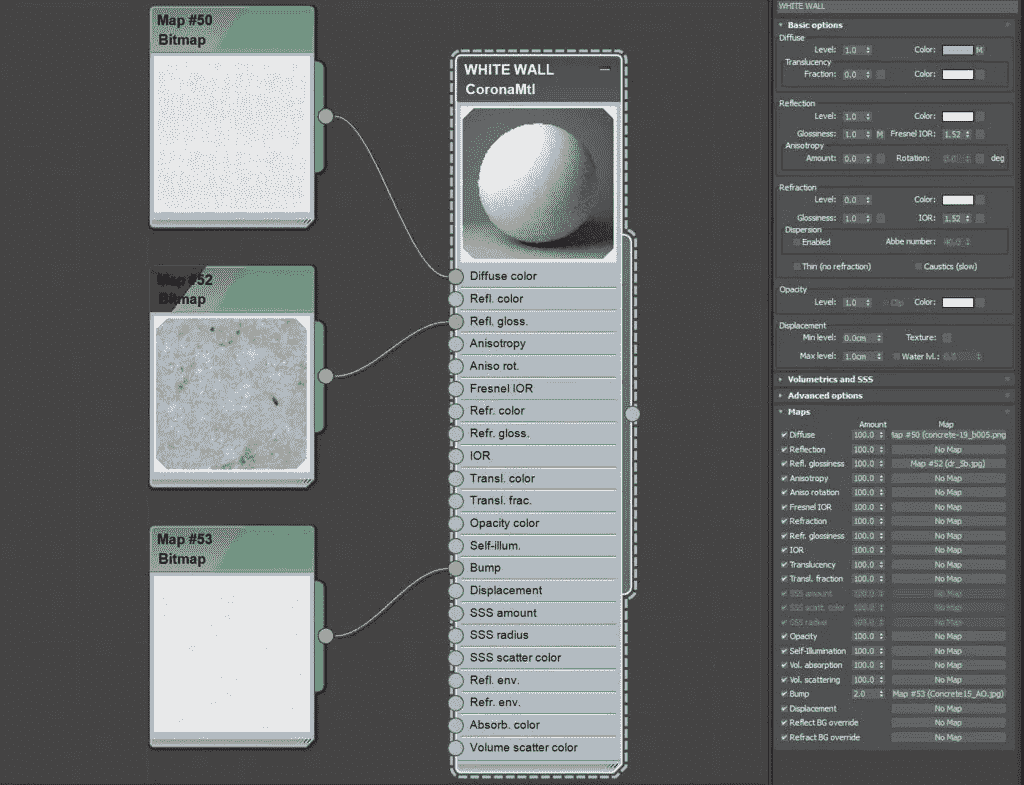 Map #50
Bitmap
Map #52
Bitmap
Map #53
Bitmap
WHITE WALL
CoronaMtl
Diffuse color
Refl. color
Refl. gloss.
Anisotropy
Aniso rot.
Fresnel IOR
Refr. color
Refr. gloss.
IOR
Transl. color
Transl. frac.
Opacity color
Self-illum.
Bump
Displacement
SSS amount
SSS radius
SSS scatter color
Refl. env.
Refr. env.
Absorb. color
Volume scatter color
WHITE WALL
Basic options
Diffuse
Level: 1.0 Color: M
Translucency
Fraction: 0.0 Color:
Reflection
Level: 1.0 Color:
Glossiness: 1.0 M Fresnel IOR: 1.52
Anisotropy
Amount: 0.0 Rotation: 0.0 deg
Refraction
Level: 0.0 Color:
Glossiness: 1.0 IOR: 1.52
Dispersion
Enabled Abbe number: 40.0
Thin (no refraction) Caustics (slow)
Opacity
Level: 1.0 Clip Color:
Displacement
Min level: 0.0cm Texture:
Max level: 1.0cm Water lvl.: 0.5
Volumetrics and SSS
Advanced options
Maps
Amount Map
Diffuse 100.0 Map #50 (concrete-19_b005.png
Reflection 100.0 No Map
Refl. glossiness 100.0 Map #52 (dr_5b.jpg)
Anisotropy 100.0 No Map
Aniso rotation 100.0 No Map
Fresnel IOR 100.0 No Map
Refraction 100.0 No Map
Refr. glossiness 100.0 No Map
IOR 100.0 No Map
Translucency 100.0 No Map
Transl. fraction 100.0 No Map
SSS amount 100.0 No Map
SSS scatt. color 100.0 No Map
SSS radius 100.0 No Map
Opacity 100.0 No Map
Self-Illumination 100.0 No Map
Vol. absorption 100.0 No Map
Vol. scattering 100.0 No Map
Bump 2.0 Map #53 (Concrete15_AO.jpg)
Displacement No Map
Reflect BG override No Map
Refract BG override No Map